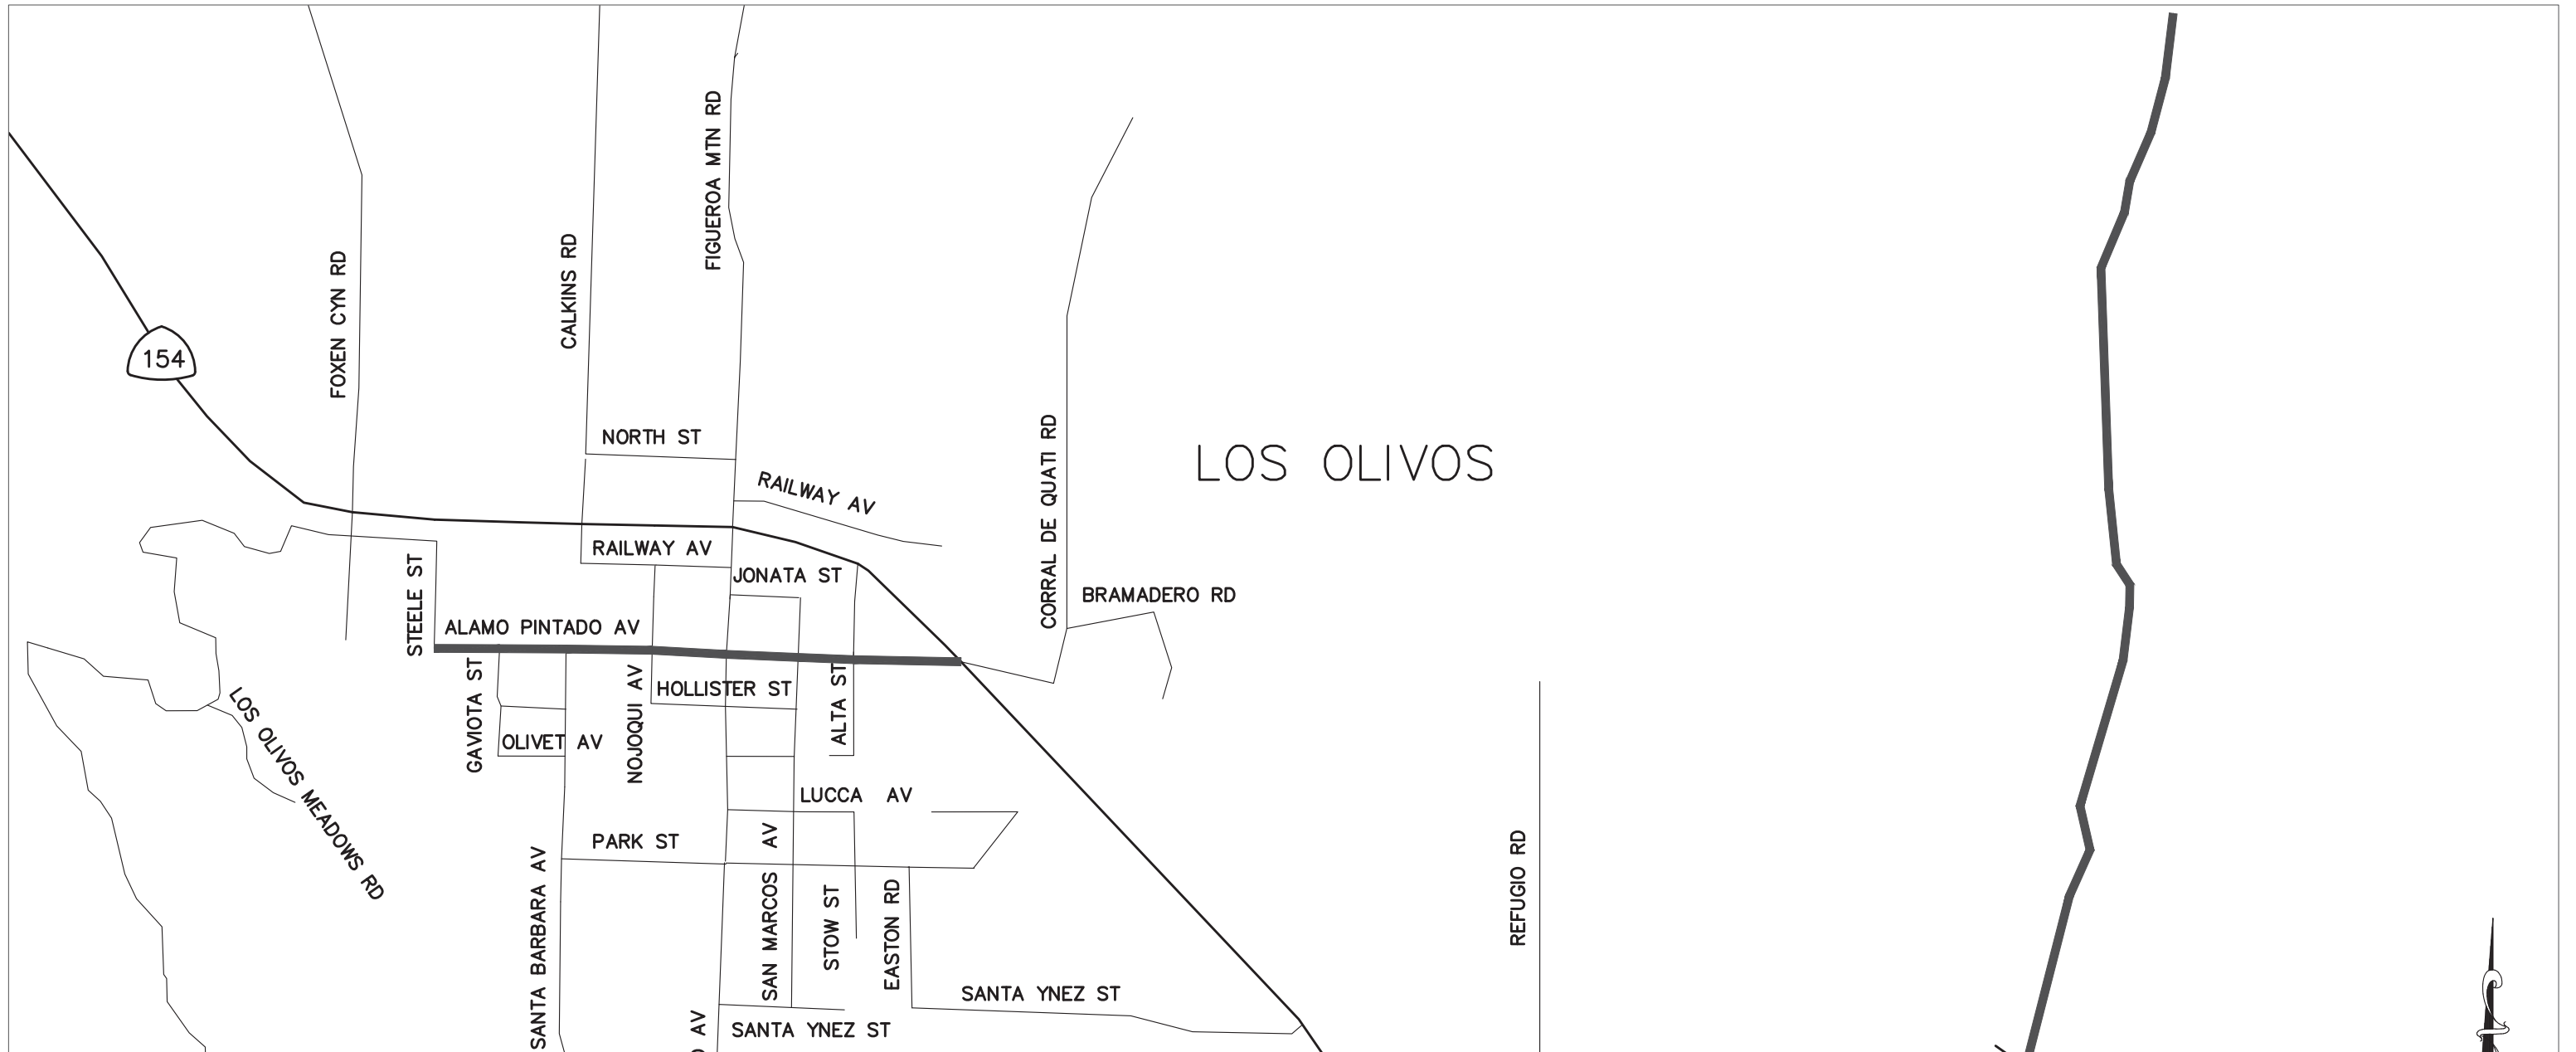 FIGUEROA MTN RD
CALKINS RD
FOXEN CYN RD
154
NORTH ST
RAILWAY AV
CORRAL DE QUATI RD
LOS OLIVOS
RAILWAY AV
JONATA ST
STEELE ST
BRAMADERO RD
ALAMO PINTADO AV
GAVIOTA ST
NOJOQUI AV
HOLLISTER ST
ALTA ST
LOS OLIVOS MEADOWS RD
OLIVET AV
LUCCA AV
PARK ST
SANTA BARBARA AV
SAN MARCOS AV
STOW ST
EASTON RD
REFUGIO RD
SANTA YNEZ ST
SANTA YNEZ ST
AV